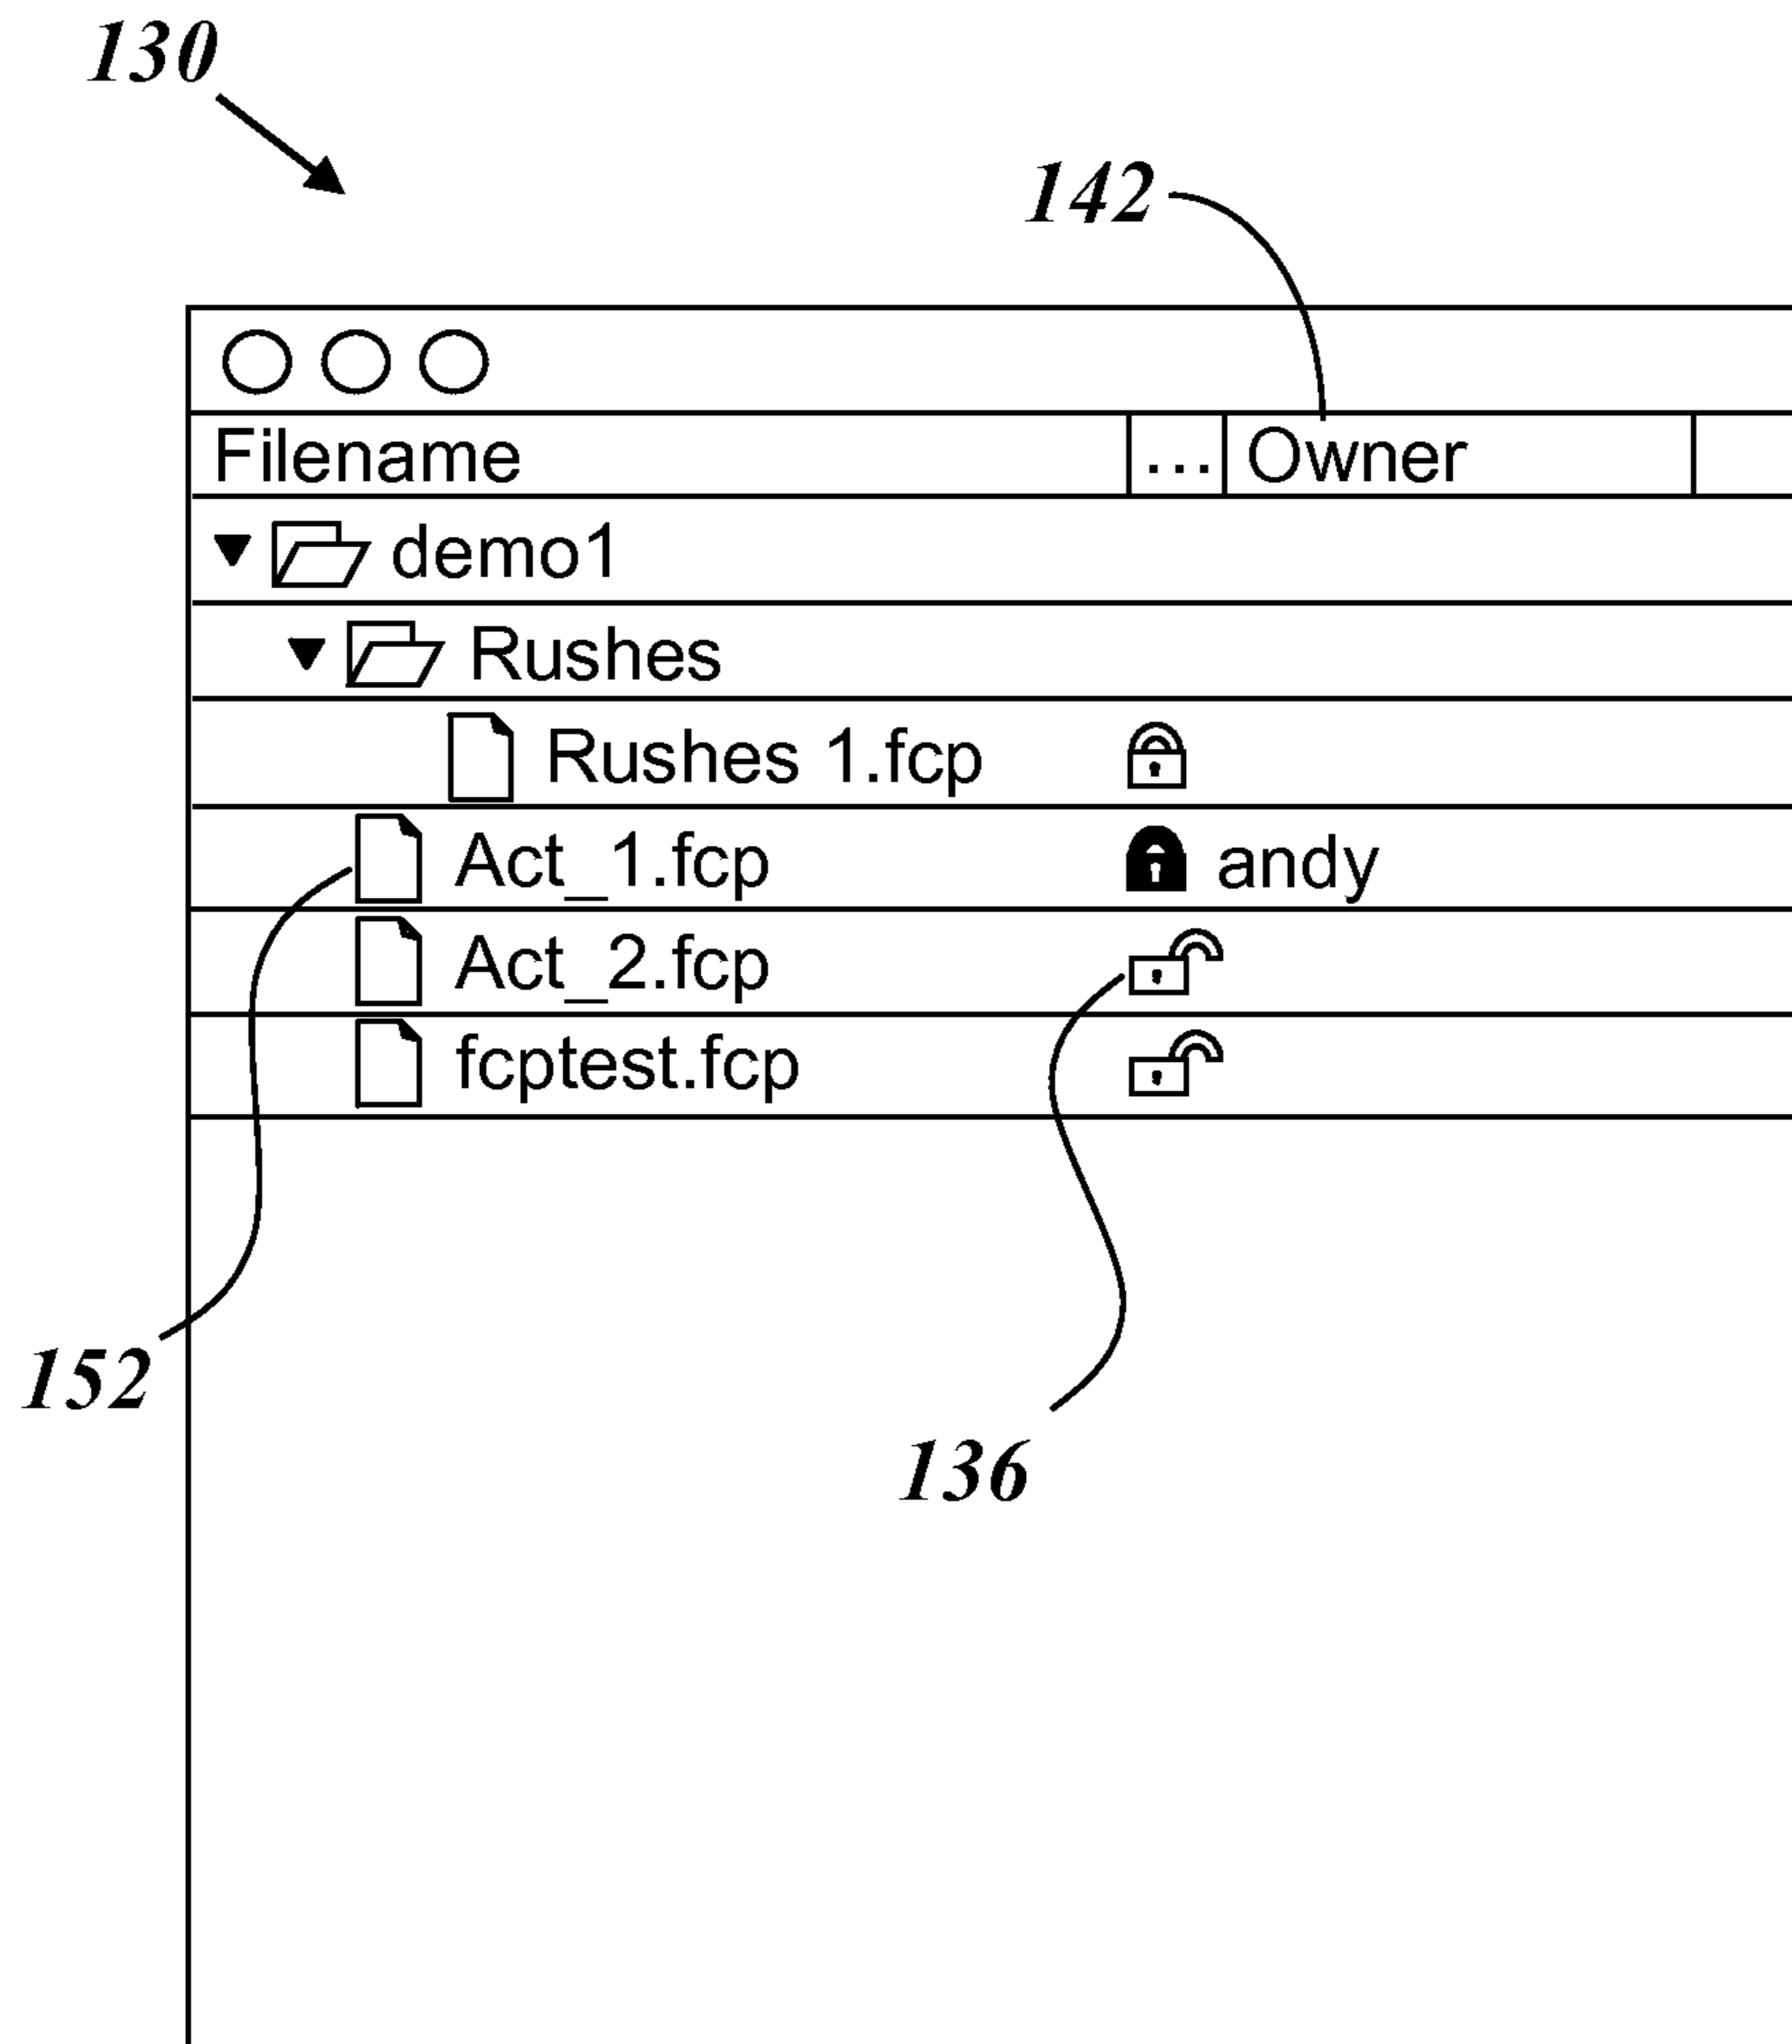 130
142
Filename ... Owner
demo1
Rushes
Rushes 1.fcp
Act_1.fcp andy
Act_2.fcp
fcptest.fcp
152
136